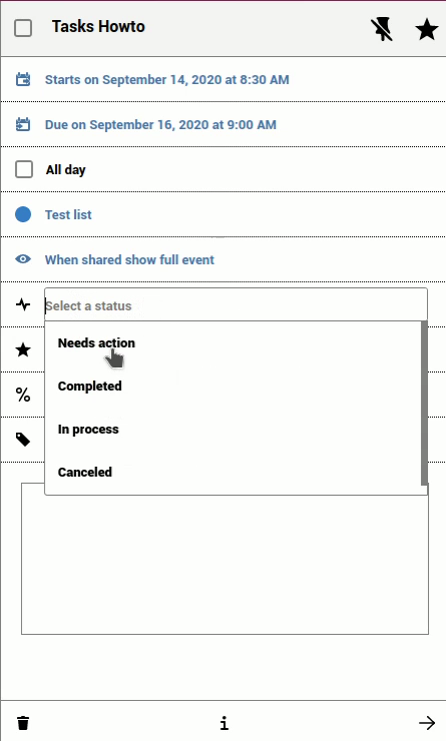 Tasks Howto
Starts on September 14, 2020 at 8:30 AM
Due on September 16, 2020 at 9:00 AM
All day
Test list
When shared show full event
Select a status
Needs action
Completed
%
In process
Canceled
i